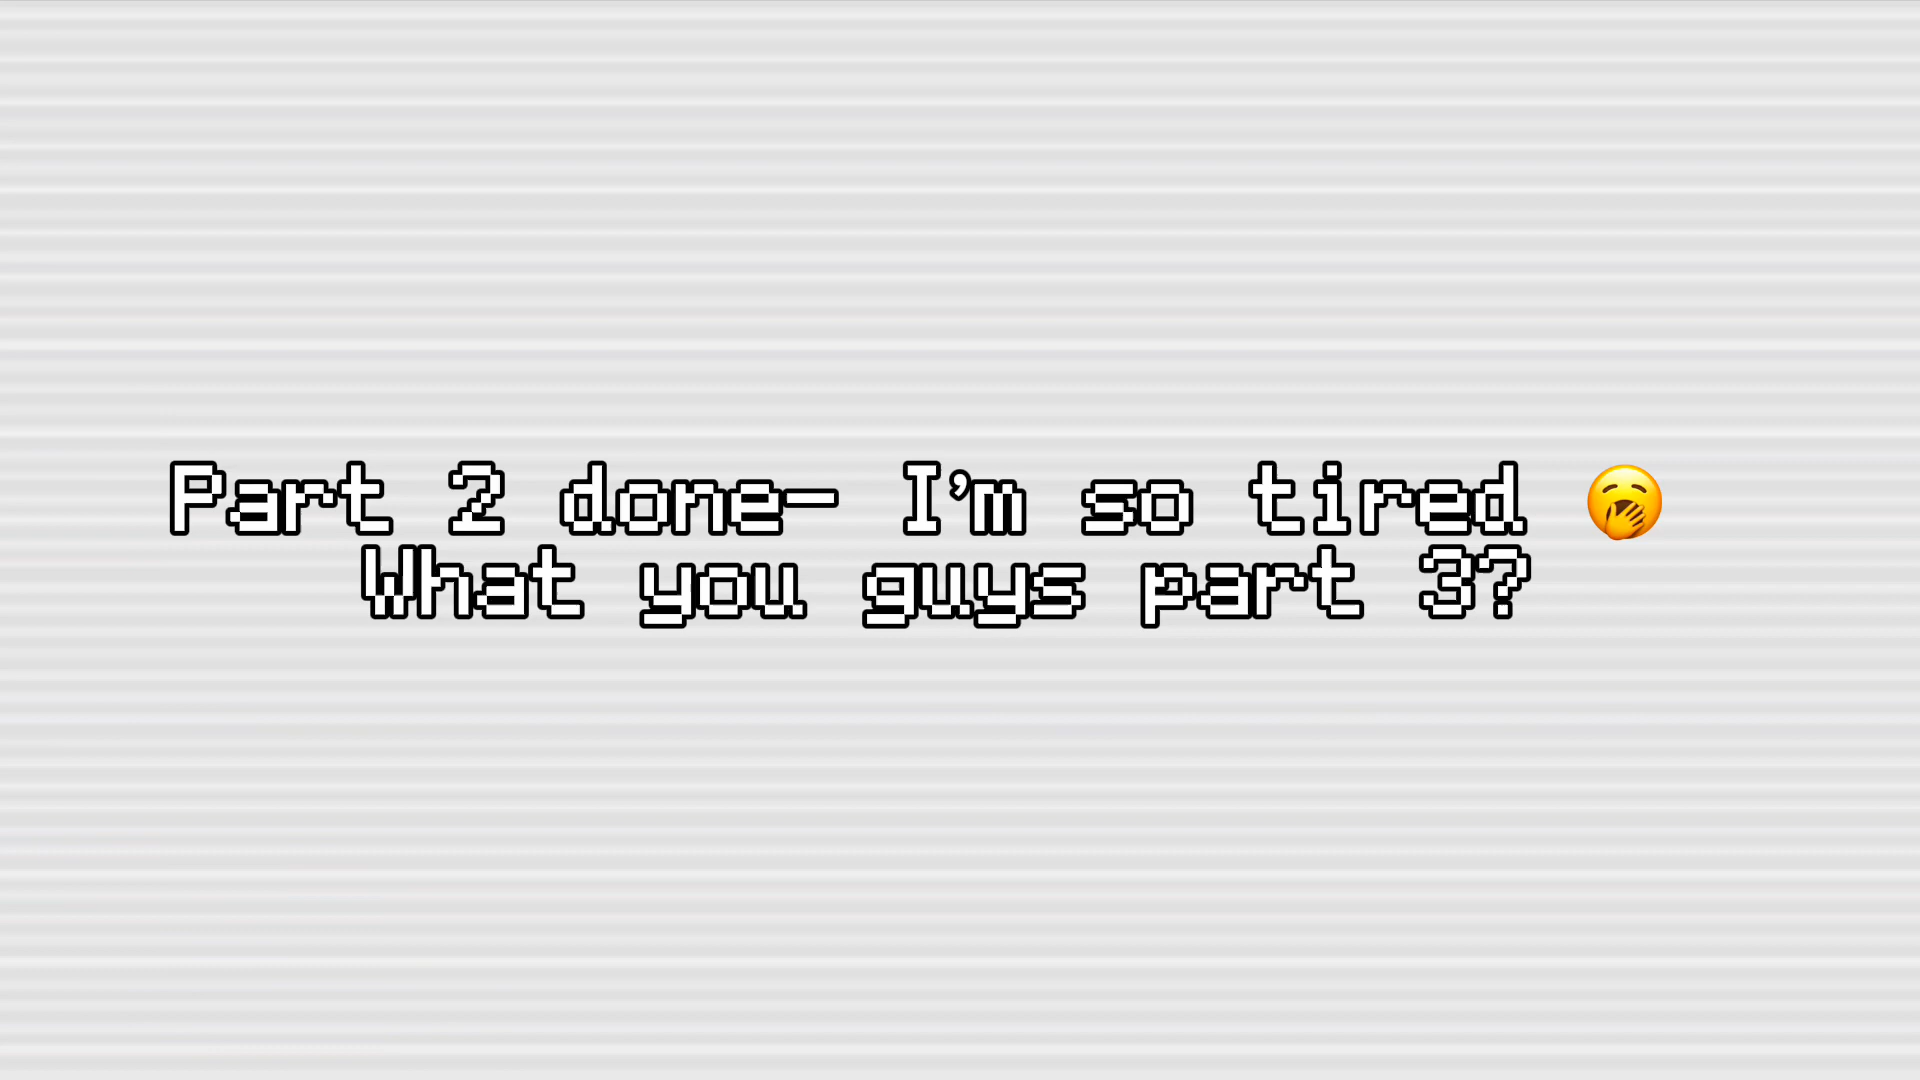 Part 2 done- I'm so tired 🥱
What you guys part 3?